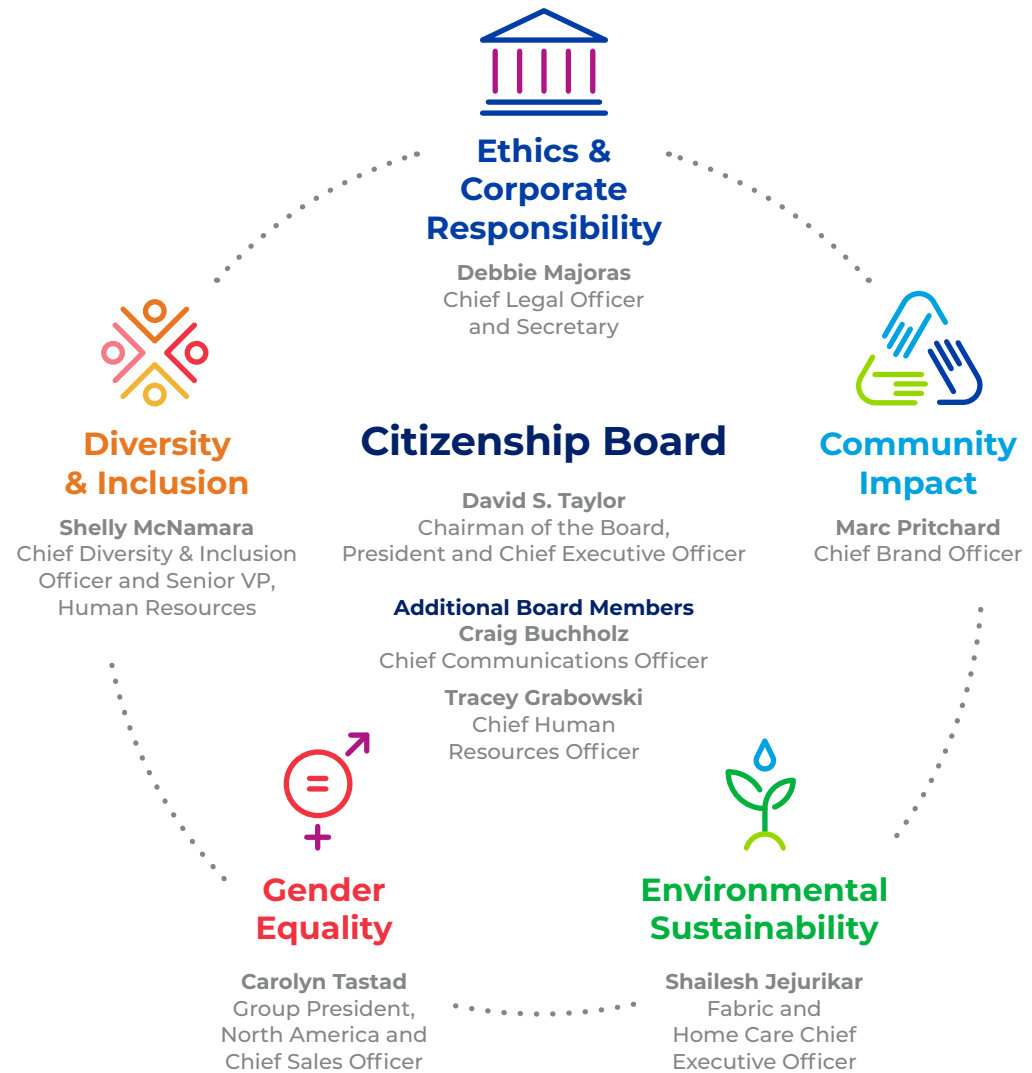 Ethics &
Corporate
Responsibility
Debbie Majoras
Chief Legal Officer
and Secretary
Diversity
& Inclusion
Shelly McNamara
Chief Diversity & Inclusion
Officer and Senior VP,
Human Resources
Citizenship Board
David S. Taylor
Chairman of the Board,
President and Chief Executive Officer
Additional Board Members
Craig Buchholz
Chief Communications Officer
Tracey Grabowski
Chief Human
Resources Officer
Community
Impact
Marc Pritchard
Chief Brand Officer
Gender
Equality
Carolyn Tastad
Group President,
North America and
Chief Sales Officer
Environmental
Sustainability
Shailesh Jejurikar
Fabric and
Home Care Chief
Executive Officer